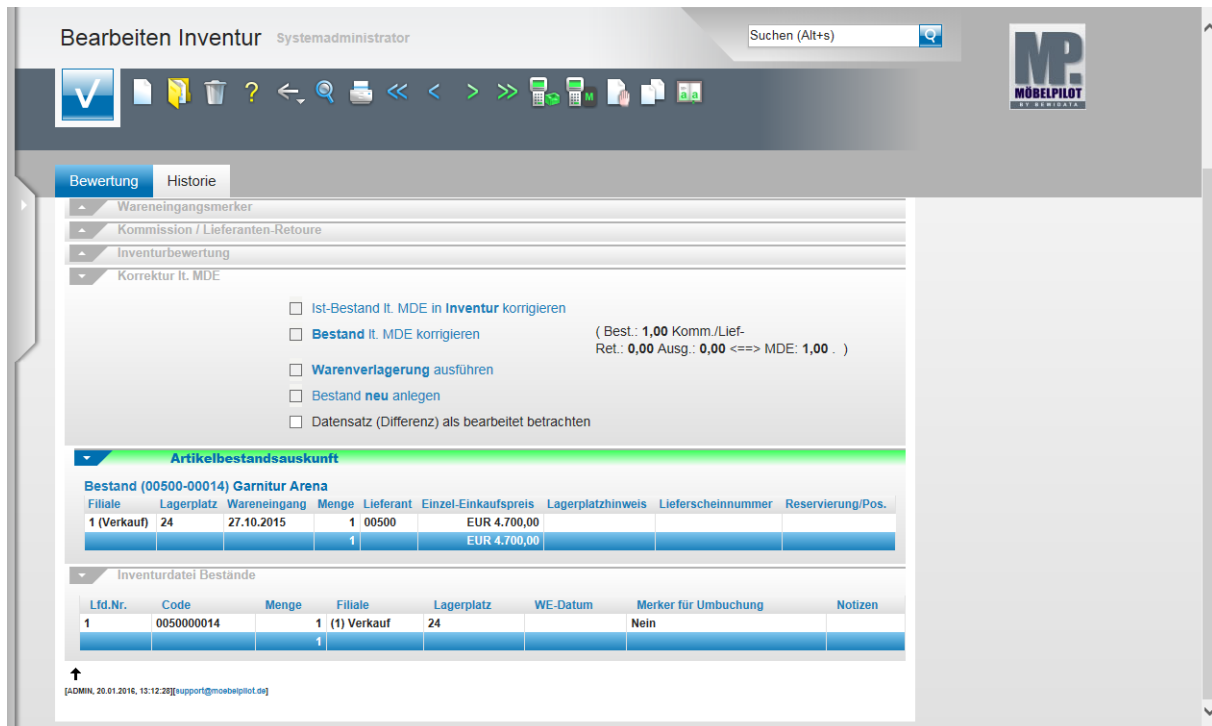 Bearbeiten Inventur Systemadministrator
Suchen (Alt+s)
MP.
MÖBELPILOT
BY BEMIDATA
Bewertung Historie
Wareneingangsmerker
Kommission / Lieferanten-Retoure
Inventurbewertung
Korrektur lt. MDE
Ist-Bestand lt. MDE in Inventur korrigieren
Bestand lt. MDE korrigieren ( Best.: 1,00 Komm./Lief-
Ret.: 0,00 Ausg.: 0,00 <==> MDE: 1,00 . )
Warenverlagerung ausführen
Bestand neu anlegen
Datensatz (Differenz) als bearbeitet betrachten
Artikelbestandsauskunft
Bestand (00500-00014) Garnitur Arena
Filiale Lagerplatz Wareneingang Menge Lieferant Einzel-Einkaufspreis Lagerplatzhinweis Lieferscheinnummer Reservierung/Pos.
1 (Verkauf) 24 27.10.2015 1 00500 EUR 4.700,00
1 EUR 4.700,00
Inventurdatei Bestände
Lfd.Nr. Code Menge Filiale Lagerplatz WE-Datum Merker für Umbuchung Notizen
1 0050000014 1 (1) Verkauf 24 Nein
1
[ADMIN, 20.01.2016, 13:12:28][support@moebelpilot.de]